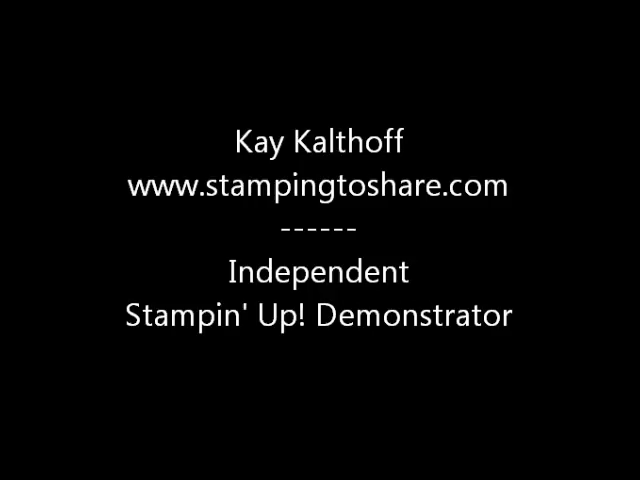 Kay Kalthoff
www.stampingtoshare.com
------
Independent
Stampin' Up! Demonstrator